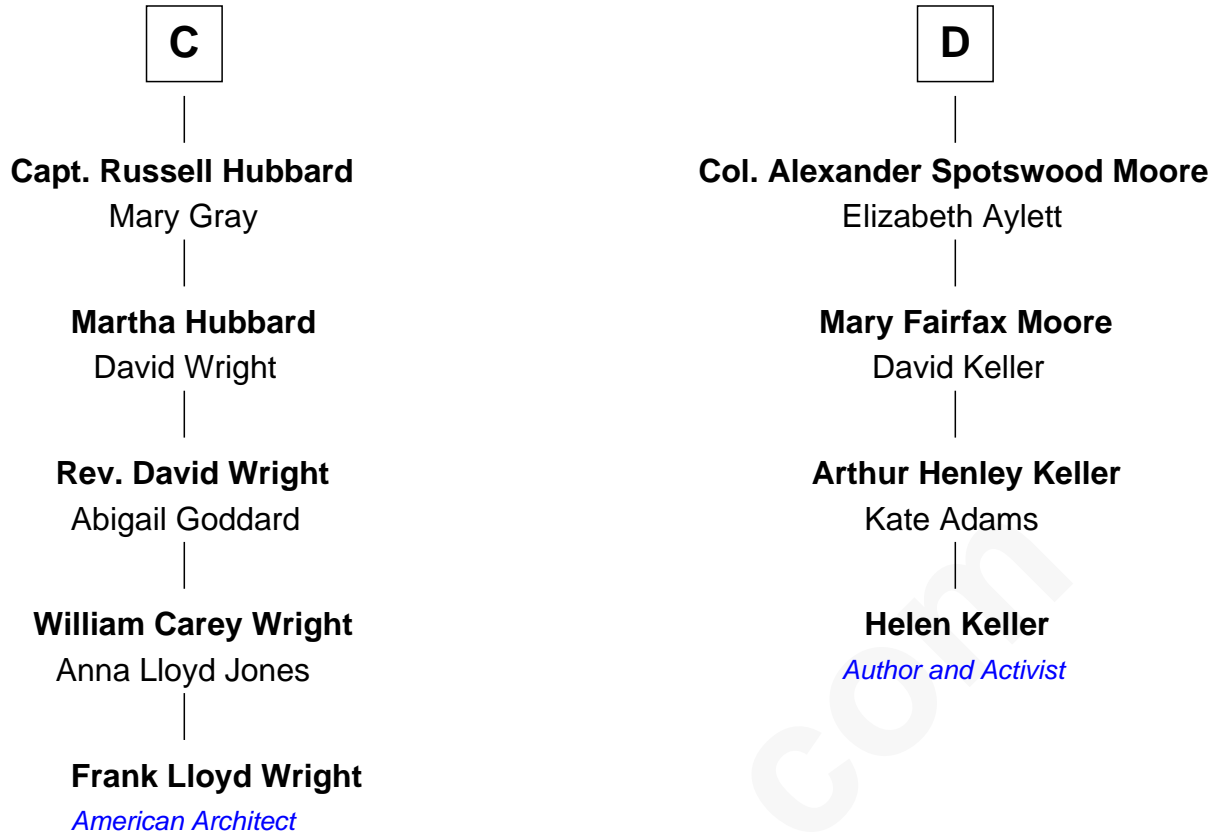 C
Capt. Russell Hubbard
Mary Gray
Martha Hubbard
David Wright
Rev. David Wright
Abigail Goddard
William Carey Wright
Anna Lloyd Jones
Frank Lloyd Wright
American Architect
D
Col. Alexander Spotswood Moore
Elizabeth Aylett
Mary Fairfax Moore
David Keller
Arthur Henley Keller
Kate Adams
Helen Keller
Author and Activist
com